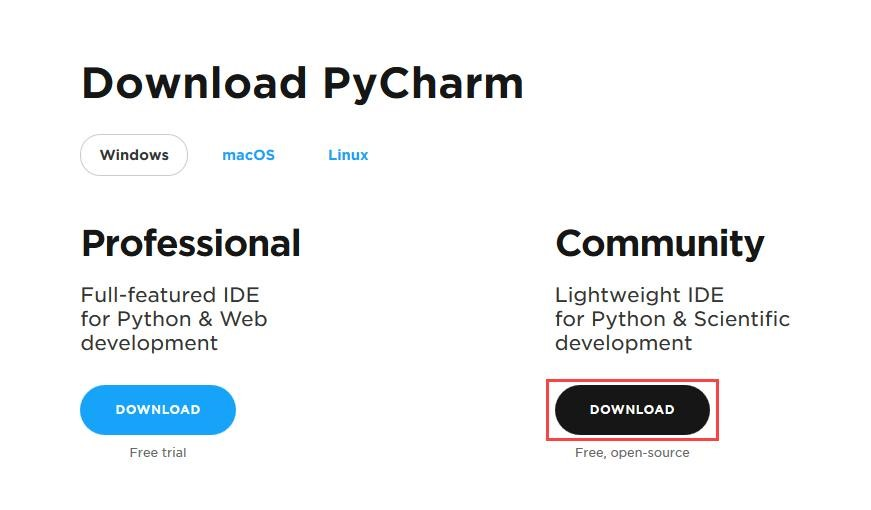 Download PyCharm
Windows
macOS
Linux
Professional
Full-featured IDE
for Python & Web
development
DOWNLOAD
Free trial
Community
Lightweight IDE
for Python & Scientific
development
DOWNLOAD
Free, open-source